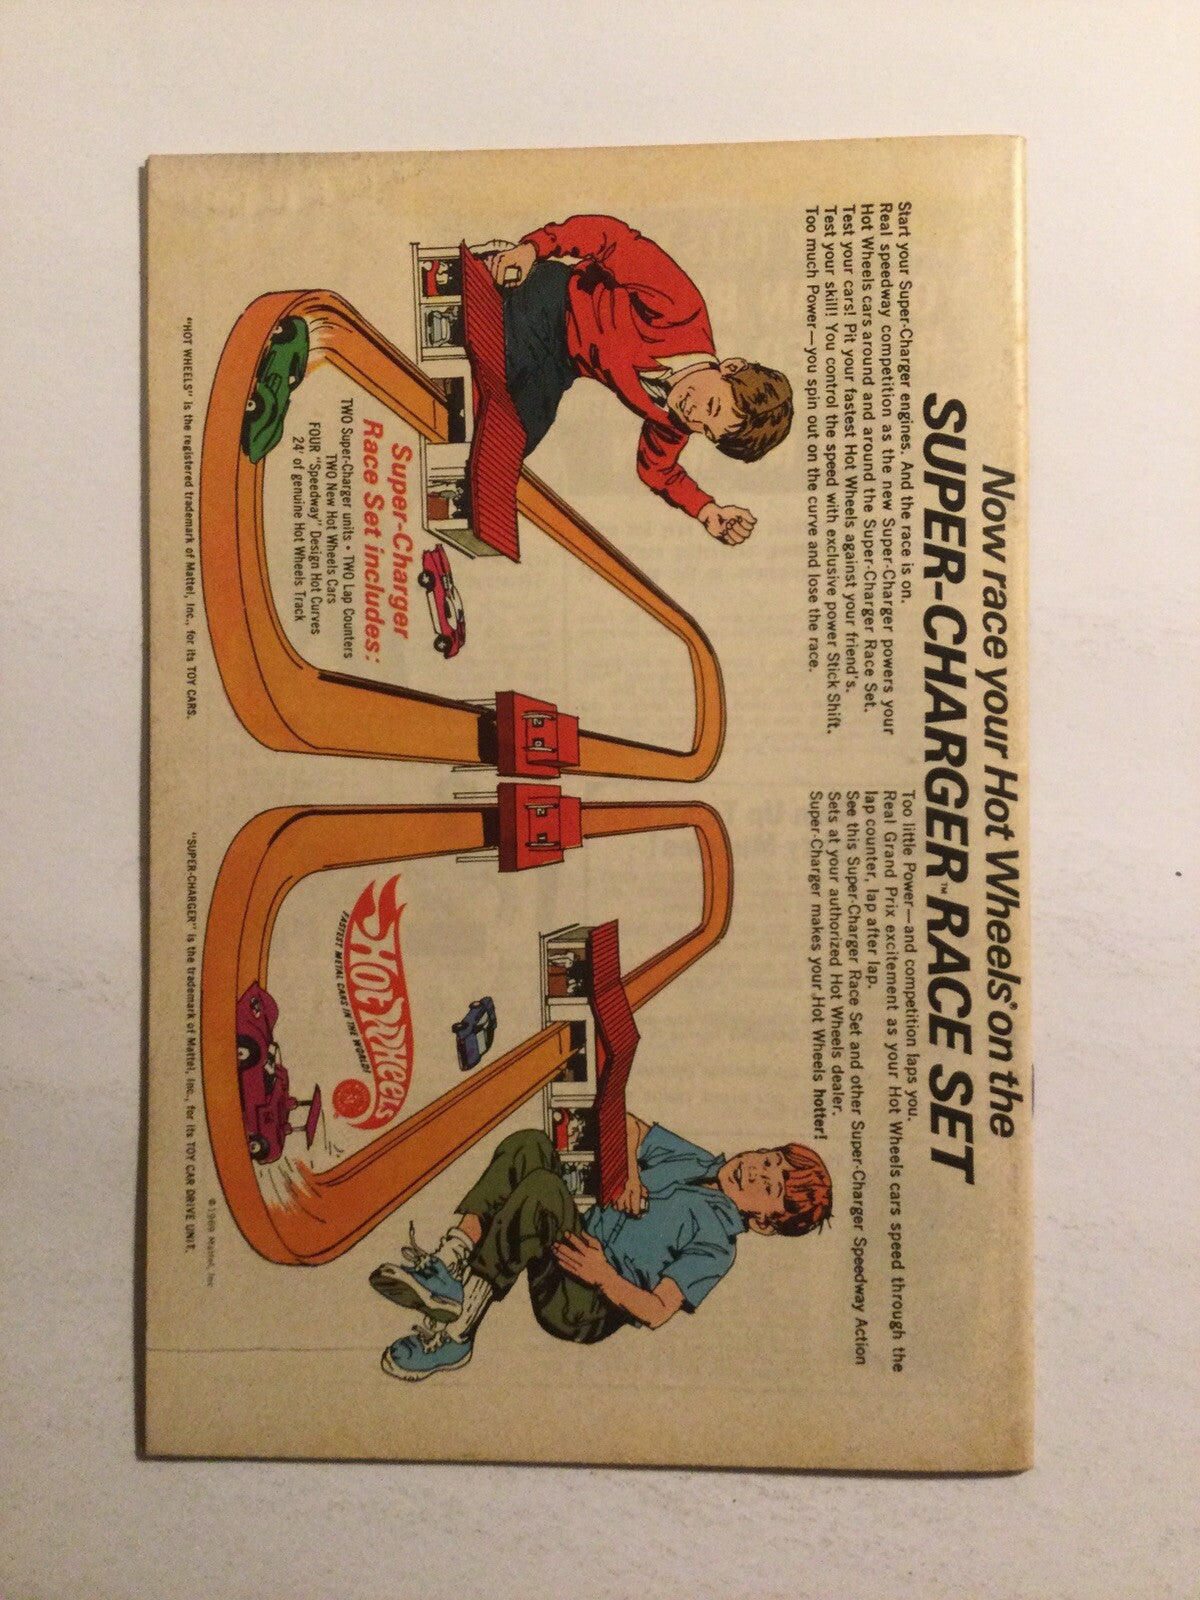 Now race your Hot Wheels® on the
SUPER-CHARGER™ RACE SET
Start your Super-Charger engines. And the race is on.
Real speedway competition as the new Super-Charger powers your
Hot Wheels cars around and around the Super-Charger Race Set.
Test your cars! Pit your fastest Hot Wheels against your friend's.
Test your skill! You control the speed with exclusive power Stick Shift.
Too much Power—you spin out on the curve and lose the race.
Too little Power—and competition laps you.
Real Grand Prix excitement as your Hot Wheels cars speed through the
lap counter, lap after lap.
See this Super-Charger Race Set and other Super-Charger Speedway Action
Sets at your authorized Hot Wheels dealer.
Super-Charger makes your Hot Wheels hotter!
Super-Charger
Race Set includes:
TWO Super-Charger units • TWO Lap Counters
TWO New Hot Wheels Cars
FOUR "Speedway" Design Hot Curves
24' of genuine Hot Wheels Track
2 0
2 1
HOT WHEELS
FASTEST METAL CARS IN THE WORLD!
"HOT WHEELS" is the registered trademark of Mattel, Inc., for its TOY CARS.
"SUPER-CHARGER" is the trademark of Mattel, Inc., for its TOY CAR DRIVE UNIT.
©1969 Mattel, Inc.